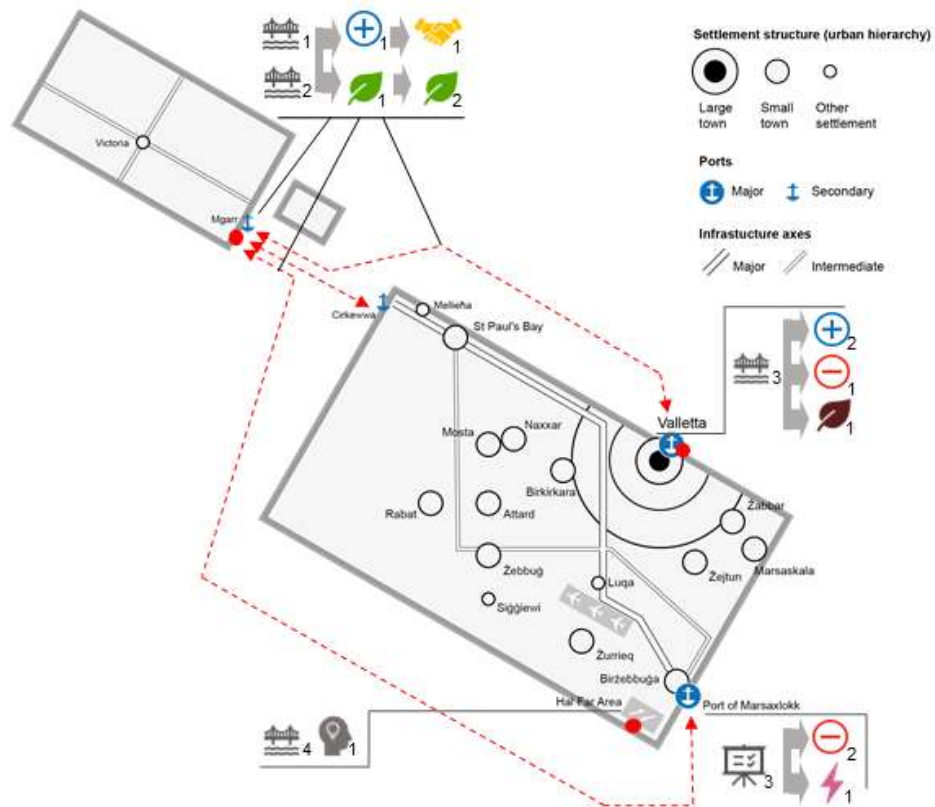 1
1
1
2
1
2
Settlement structure (urban hierarchy)
Large
town
Small
town
Other
settlement
Ports
Major
Secondary
Infrastucture axes
Major
Intermediate
Victoria
Mgarr
Cirkewwa
Mellieħa
St Paul's Bay
2
3
1
1
Valletta
Naxxar
Mosta
Birkirkara
Żabbar
Rabat
Attard
Żebbuġ
Żejtun
Marsaskala
Luqa
Siġġiewi
Żurrieq
Birżebbuġa
Hal Far Area
Port of Marsaxlokk
4
1
2
3
1